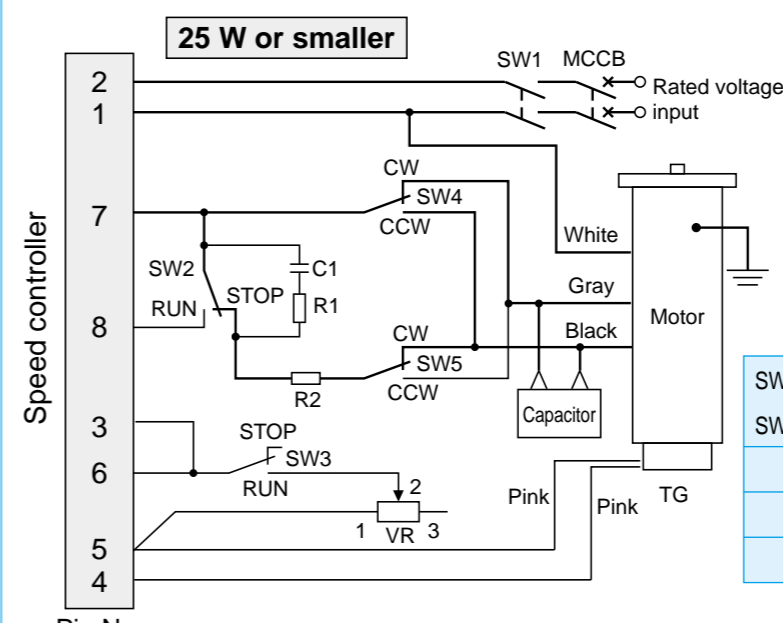 25 W or smaller
SW1 MCCB
2
Rated voltage
1
input
CW
SW4
7
CCW
White
SW2
C1
Gray
STOP
R1
RUN
8
Black
Motor
CW
SW5
R2
CCW
Capacitor
Speed controller
3
STOP
SW3
6
RUN
2
Pink
Pink
TG
1 VR 3
5
4
SW
SW